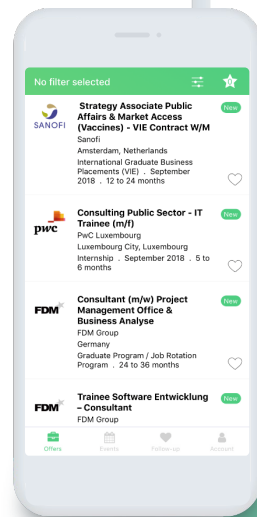 No filter selected
0
SANOFI
Strategy Associate Public
Affairs & Market Access
(Vaccines) - VIE Contract W/M
New
Sanofi
Amsterdam, Netherlands
International Graduate Business
Placements (VIE) . September
2018 . 12 to 24 months
pwc
Consulting Public Sector - IT
Trainee (m/f)
New
PwC Luxembourg
Luxembourg City, Luxembourg
Internship . September 2018 . 5 to
6 months
FDM
Consultant (m/w) Project
Management Office &
Business Analyse
New
FDM Group
Germany
Graduate Program / Job Rotation
Program . 24 to 36 months
FDM
Trainee Software Entwicklung
– Consultant
New
FDM Group
Offers
Events
Follow-up
Account